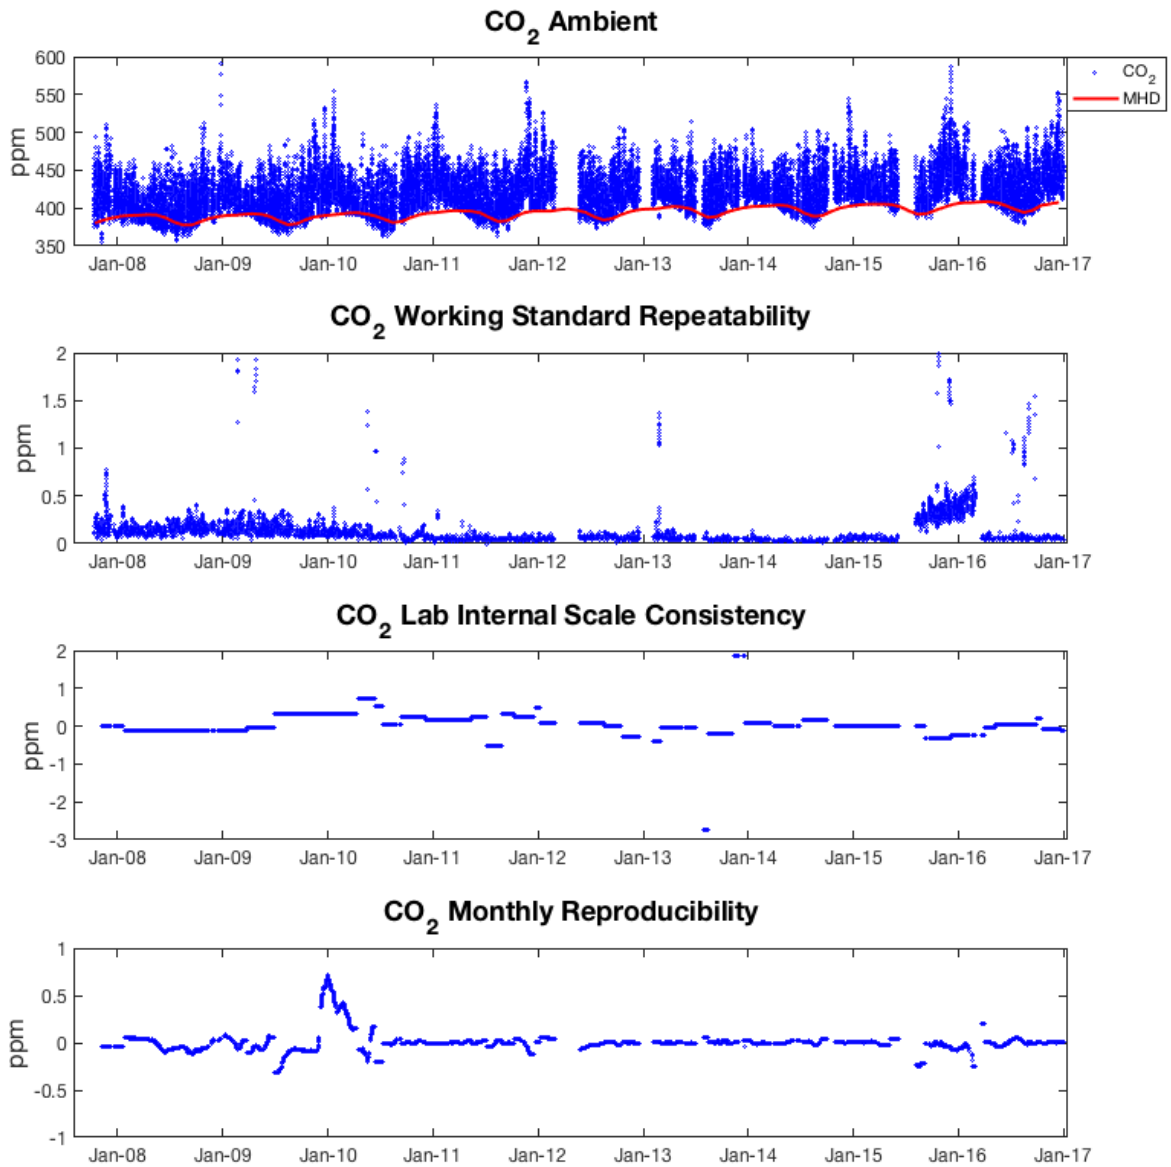 CO2 Ambient
600
550
500
450
400
350
ppm
CO2
MHD
Jan-08 Jan-09 Jan-10 Jan-11 Jan-12 Jan-13 Jan-14 Jan-15 Jan-16 Jan-17
CO2 Working Standard Repeatability
2
1.5
1
0.5
0
ppm
Jan-08 Jan-09 Jan-10 Jan-11 Jan-12 Jan-13 Jan-14 Jan-15 Jan-16 Jan-17
CO2 Lab Internal Scale Consistency
2
1
0
-1
-2
-3
ppm
Jan-08 Jan-09 Jan-10 Jan-11 Jan-12 Jan-13 Jan-14 Jan-15 Jan-16 Jan-17
CO2 Monthly Reproducibility
1
0.5
0
-0.5
-1
ppm
Jan-08 Jan-09 Jan-10 Jan-11 Jan-12 Jan-13 Jan-14 Jan-15 Jan-16 Jan-17